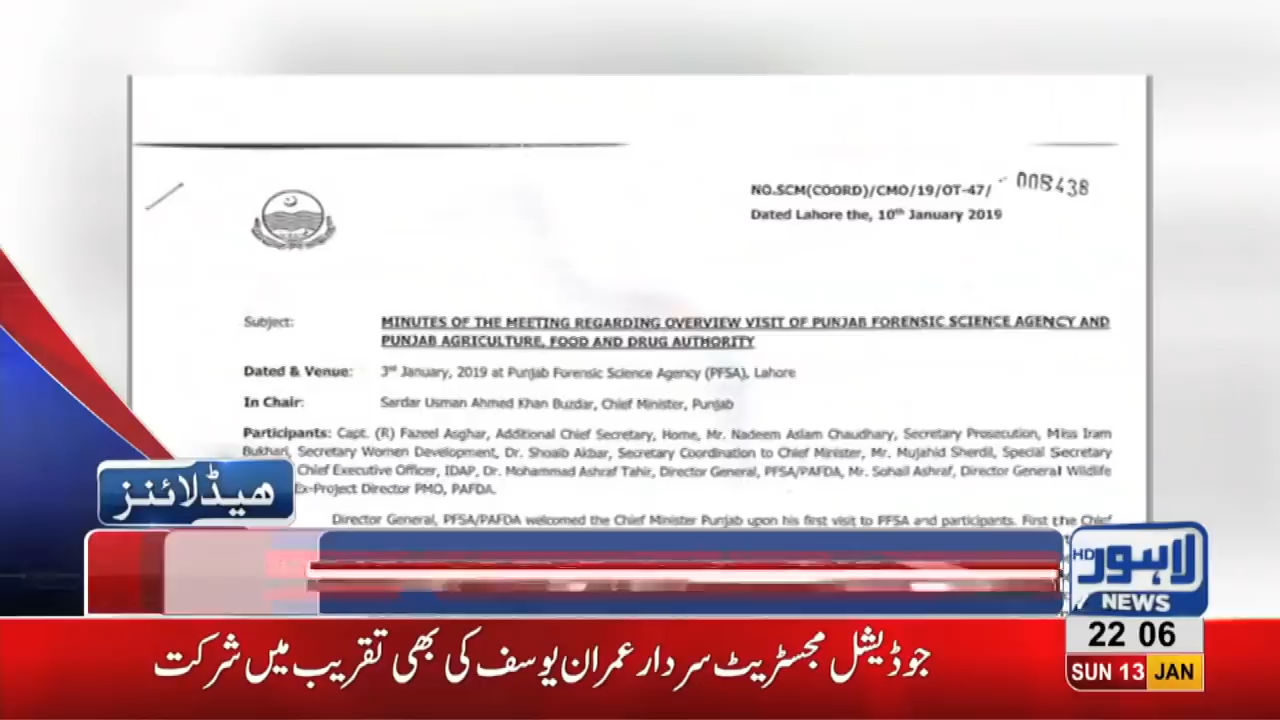 NO.SCM(COORD)/CMO/19/OT-47/ 005438
Dated Lahore the, 10th January 2019
Subject: MINUTES OF THE MEETING REGARDING OVERVIEW VISIT OF PUNJAB FORENSIC SCIENCE AGENCY AND
PUNJAB AGRICULTURE, FOOD AND DRUG AUTHORITY
Dated & Venue: 3rd January, 2019 at Punjab Forensic Science Agency (PFSA), Lahore
In Chair: Sardar Usman Ahmed Khan Buzdar, Chief Minister, Punjab
Participants: Capt. (R) Fazeel Asghar, Additional Chief Secretary, Home, Mr. Nadeem Aslam Chaudhary, Secretary Prosecution, Miss Iram
Bukhari, Secretary Women Development, Dr. Shoaib Akbar, Secretary Coordination to Chief Minister, Mr. Mujahid Sherdil, Special Secretary
Chief Executive Officer, IDAP, Dr. Mohammad Ashraf Tahir, Director General, PFSA/PAFDA, Mr. Sohail Ashraf, Director General Wildlife
Ex-Project Director PMO, PAFDA.
Director General, PFSA/PAFDA welcomed the Chief Minister Punjab upon his first visit to PFSA and participants. First the Chief
ھیڈلائنز
HD لاہور
NEWS
22 06
SUN 13 JAN
جوڈیشل مجسٹریٹ سردار عمران یوسف کی بھی تقریب میں شرکت